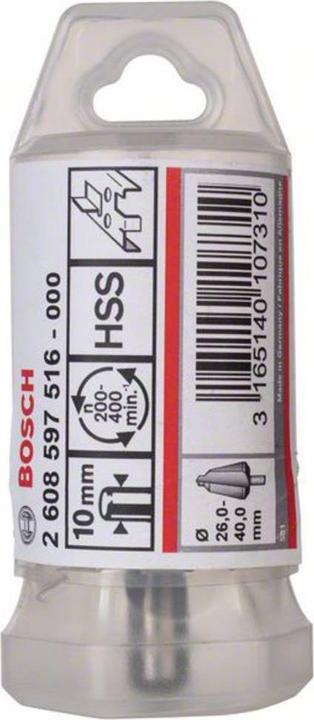 BOSCH
2 608 597 516 - 000
HSS
n
200-
400
min.⁻¹
10 mm
3 165140 107310
Made in Germany / Fabriqué en Allemagne
Ø
26,0-
40,0
mm